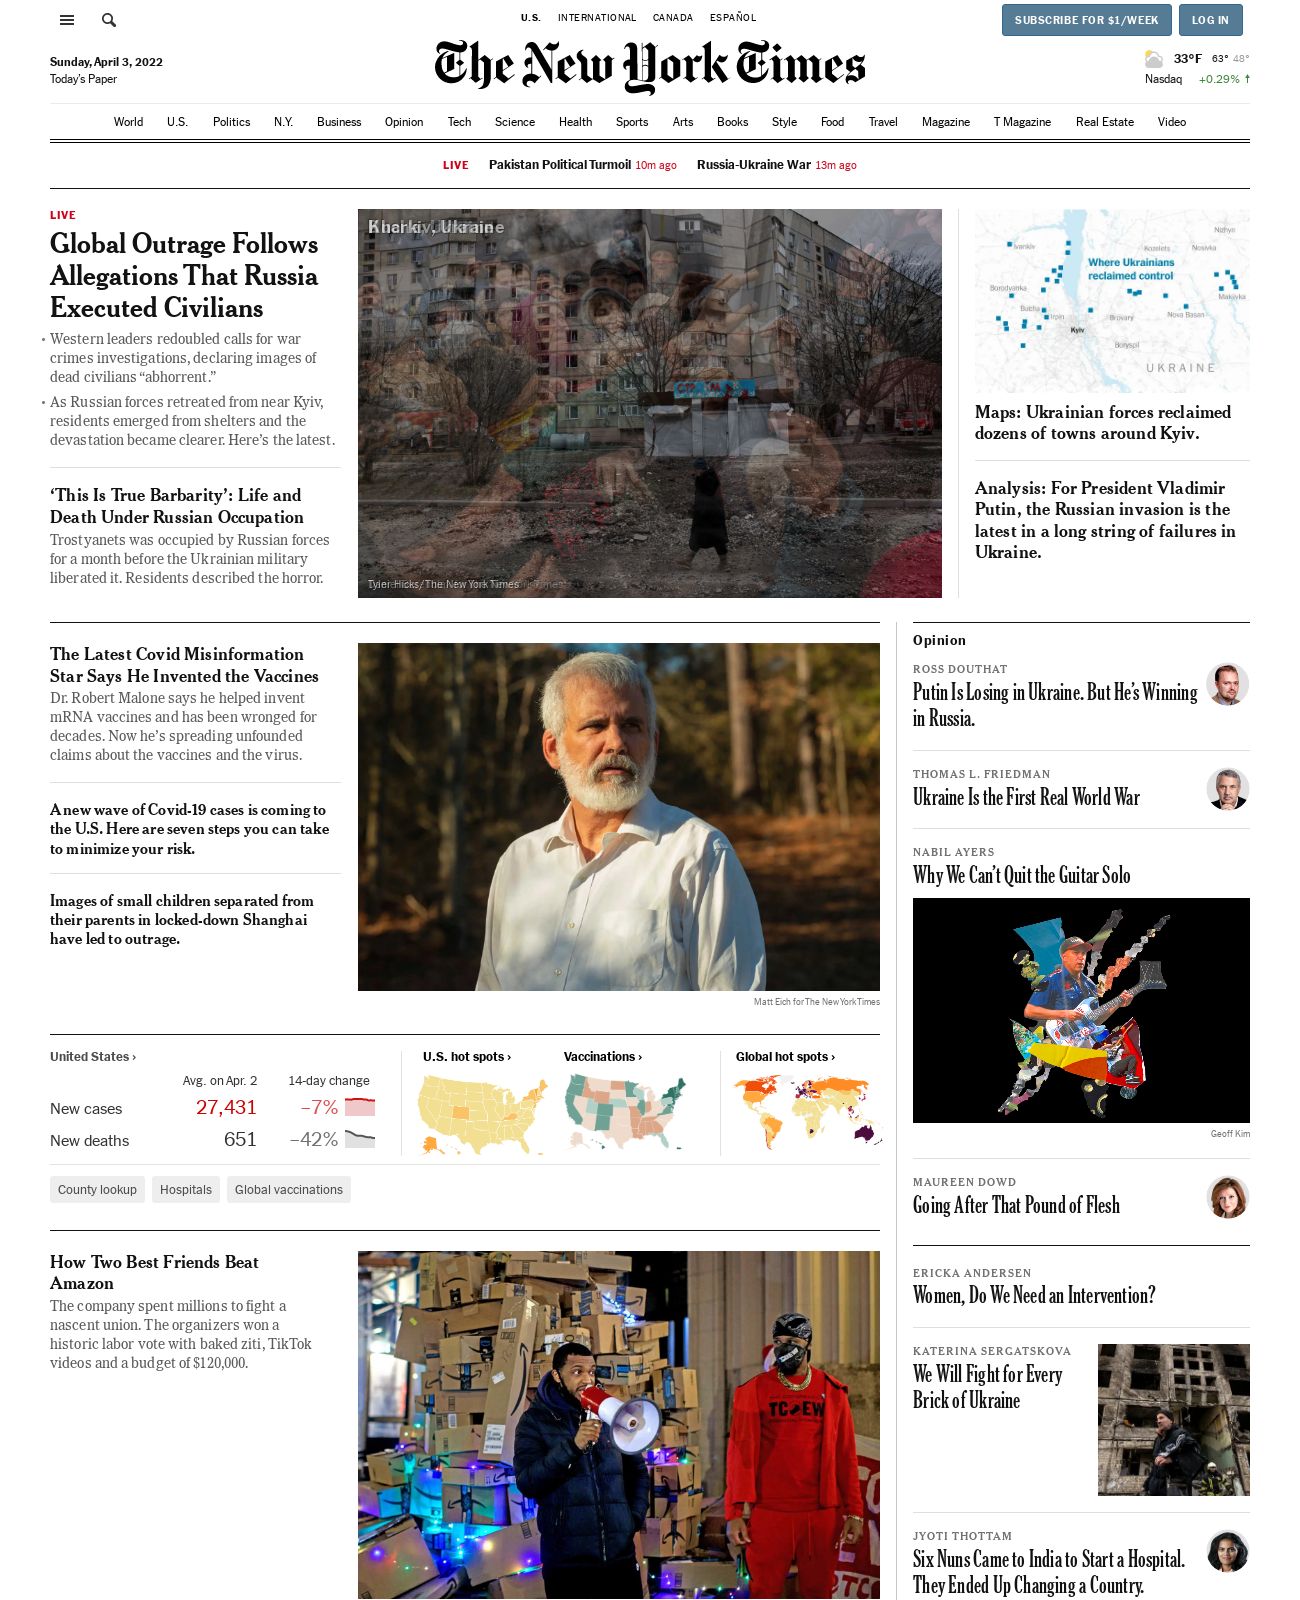 U.S. INTERNATIONAL CANADA ESPAÑOL
SUBSCRIBE FOR $1/WEEK
LOG IN
Sunday, April 3, 2022
Today's Paper
The New York Times
33°F 63° 48°
Nasdaq +0.29% ↑
World U.S. Politics N.Y. Business Opinion Tech Science Health Sports Arts Books Style Food Travel Magazine T Magazine Real Estate Video
LIVE Pakistan Political Turmoil 10m ago Russia-Ukraine War 13m ago
LIVE
Global Outrage Follows
Allegations That Russia
Executed Civilians
• Western leaders redoubled calls for war
crimes investigations, declaring images of
dead civilians “abhorrent.”
• As Russian forces retreated from near Kyiv,
residents emerged from shelters and the
devastation became clearer. Here’s the latest.
‘This Is True Barbarity’: Life and
Death Under Russian Occupation
Trostyanets was occupied by Russian forces
for a month before the Ukrainian military
liberated it. Residents described the horror.
Kharkiv, Ukraine
Tyler Hicks/The New York Times
Ivankiv
Nizhyn
Kozelets
Nosivka
Where Ukrainians
reclaimed control
Borodyanka
Makiivka
Bucha
Irpin
Brovary
Nova Basan
Kyiv
Boryspil
UKRAINE
Maps: Ukrainian forces reclaimed
dozens of towns around Kyiv.
Analysis: For President Vladimir
Putin, the Russian invasion is the
latest in a long string of failures in
Ukraine.
The Latest Covid Misinformation
Star Says He Invented the Vaccines
Dr. Robert Malone says he helped invent
mRNA vaccines and has been wronged for
decades. Now he’s spreading unfounded
claims about the vaccines and the virus.
A new wave of Covid-19 cases is coming to
the U.S. Here are seven steps you can take
to minimize your risk.
Images of small children separated from
their parents in locked-down Shanghai
have led to outrage.
Matt Eich for The New York Times
United States ›
Avg. on Apr. 2 14-day change
New cases 27,431 –7%
New deaths 651 –42%
U.S. hot spots ›
Vaccinations ›
Global hot spots ›
County lookup
Hospitals
Global vaccinations
How Two Best Friends Beat
Amazon
The company spent millions to fight a
nascent union. The organizers won a
historic labor vote with baked ziti, TikTok
videos and a budget of $120,000.
Opinion
ROSS DOUTHAT
Putin Is Losing in Ukraine. But He’s Winning
in Russia.
THOMAS L. FRIEDMAN
Ukraine Is the First Real World War
NABIL AYERS
Why We Can’t Quit the Guitar Solo
Geoff Kim
MAUREEN DOWD
Going After That Pound of Flesh
ERICKA ANDERSEN
Women, Do We Need an Intervention?
KATERINA SERGATSKOVA
We Will Fight for Every
Brick of Ukraine
JYOTI THOTTAM
Six Nuns Came to India to Start a Hospital.
They Ended Up Changing a Country.